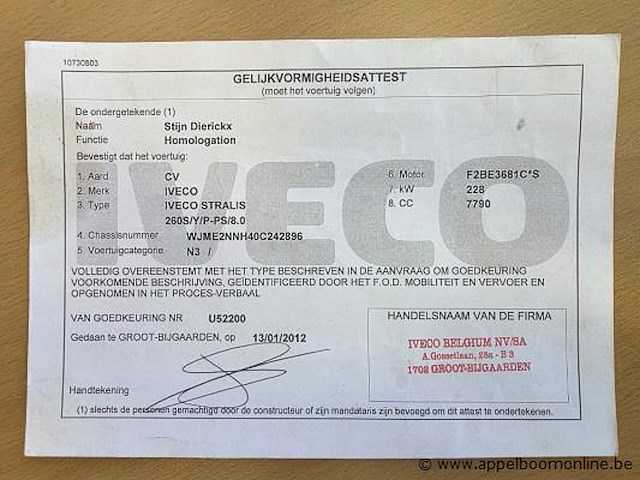 10730803
GELIJKVORMIGHEIDSATTEST
(moet het voertuig volgen)
De ondergetekende (1)
Naam Stijn Dierickx
Functie Homologation
Bevestigt dat het voertuig:
IVECO
1. Aard CV
2. Merk IVECO
3. Type IVECO STRALIS
260S/Y/P-PS/8.0
4. Chassisnummer WJME2NNH40C242896
5. Voertuigcategorie N3 /
6. Motor F2BE3681C*S
7. kW 228
8. CC 7790
VOLLEDIG OVEREENSTEMT MET HET TYPE BESCHREVEN IN DE AANVRAAG OM GOEDKEURING
VOORKOMENDE BESCHRIJVING, GEÏDENTIFICEERD DOOR HET F.O.D. MOBILITEIT EN VERVOER EN
OPGENOMEN IN HET PROCES-VERBAAL
VAN GOEDKEURING NR U52200
Gedaan te GROOT-BIJGAARDEN, op 13/01/2012
HANDELSNAAM VAN DE FIRMA
IVECO BELGIUM NV/SA
A.Gossetlaan, 28a - B 3
1702 GROOT-BIJGAARDEN
Handtekening
(1) slechts de personen gemachtigd door de constructeur of zijn mandataris zijn bevoegd om dit attest te ondertekenen.
© www.appelboomonline.be